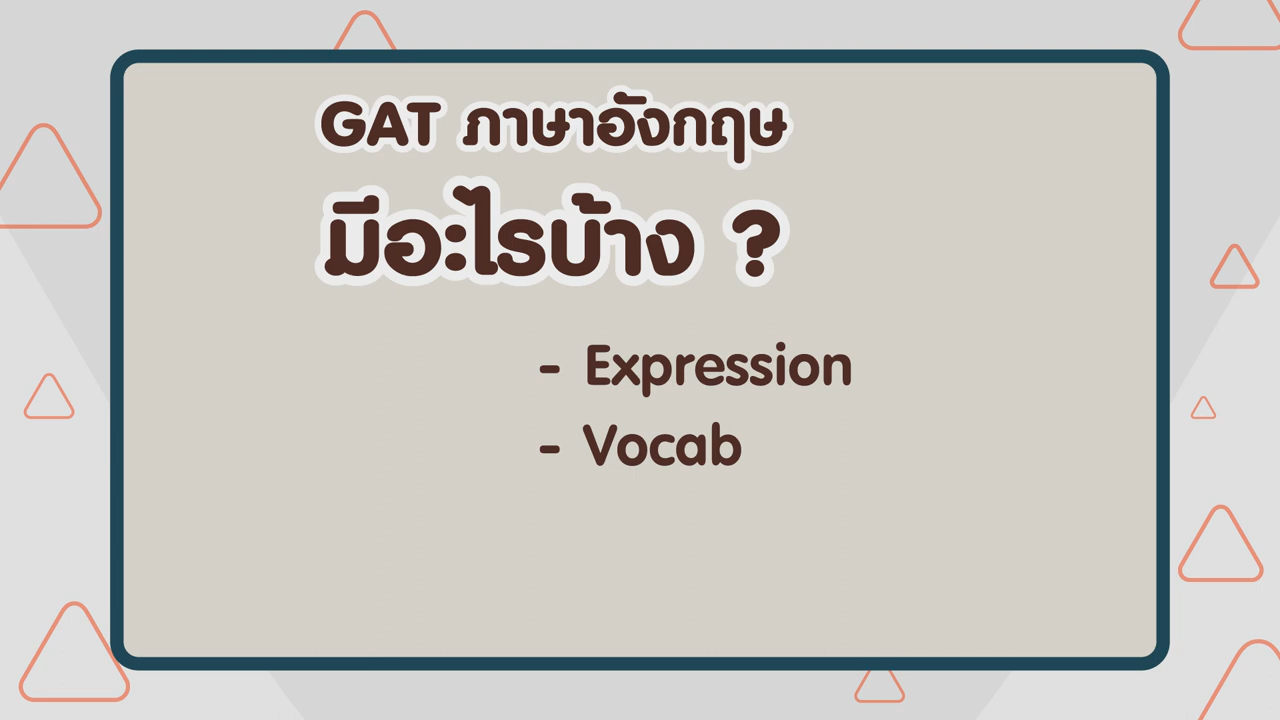 GAT ภาษาอังกฤษ
มีอะไรบ้าง ?
- Expression
- Vocab